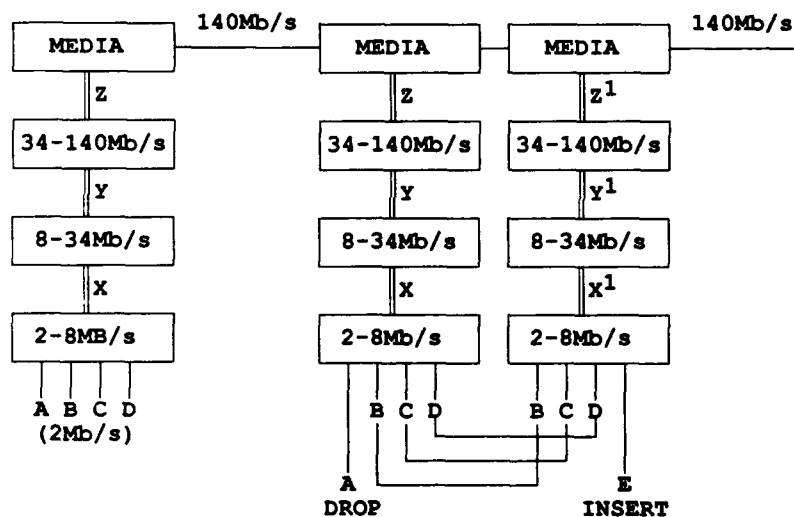 140Mb/s 140Mb/s
MEDIA MEDIA MEDIA
Z Z Z1
34-140Mb/s 34-140Mb/s 34-140Mb/s
Y Y Y1
8-34Mb/s 8-34Mb/s 8-34Mb/s
X X X1
2-8MB/s 2-8Mb/s 2-8Mb/s
A B C D B C D B C D
(2Mb/s)
A E
DROP INSERT